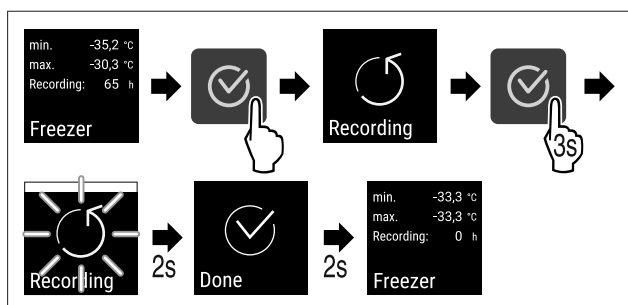 min. -35,2 °C
max. -30,3 °C
Recording: 65 h
Freezer
Recording
3s
Recording
2s
Done
2s
min. -33,3 °C
max. -33,3 °C
Recording: 0 h
Freezer